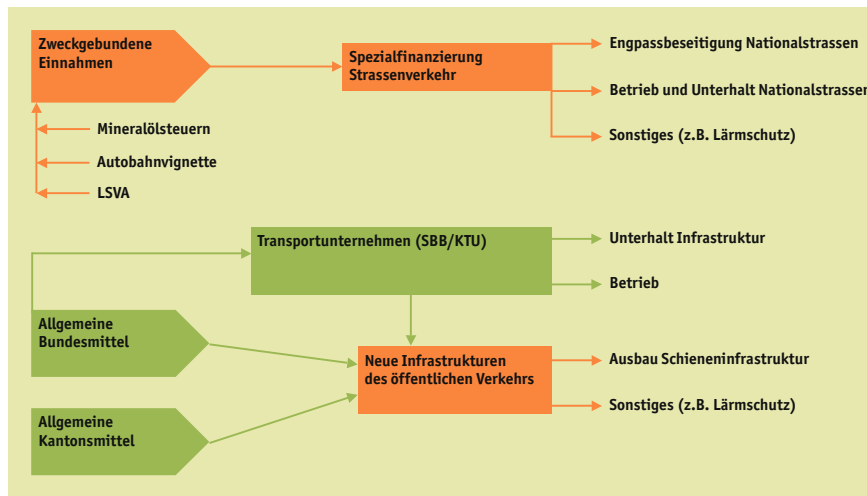 Zweckgebundene
Einnahmen
Spezialfinanzierung
Strassenverkehr
Engpassbeseitigung Nationalstrassen
Betrieb und Unterhalt Nationalstrassen
Sonstiges (z.B. Lärmschutz)
Mineralölsteuern
Autobahnvignette
LSVA
Transportunternehmen (SBB/KTU)
Unterhalt Infrastruktur
Betrieb
Allgemeine
Bundesmittel
Neue Infrastrukturen
des öffentlichen Verkehrs
Ausbau Schieneninfrastruktur
Sonstiges (z.B. Lärmschutz)
Allgemeine
Kantonsmittel